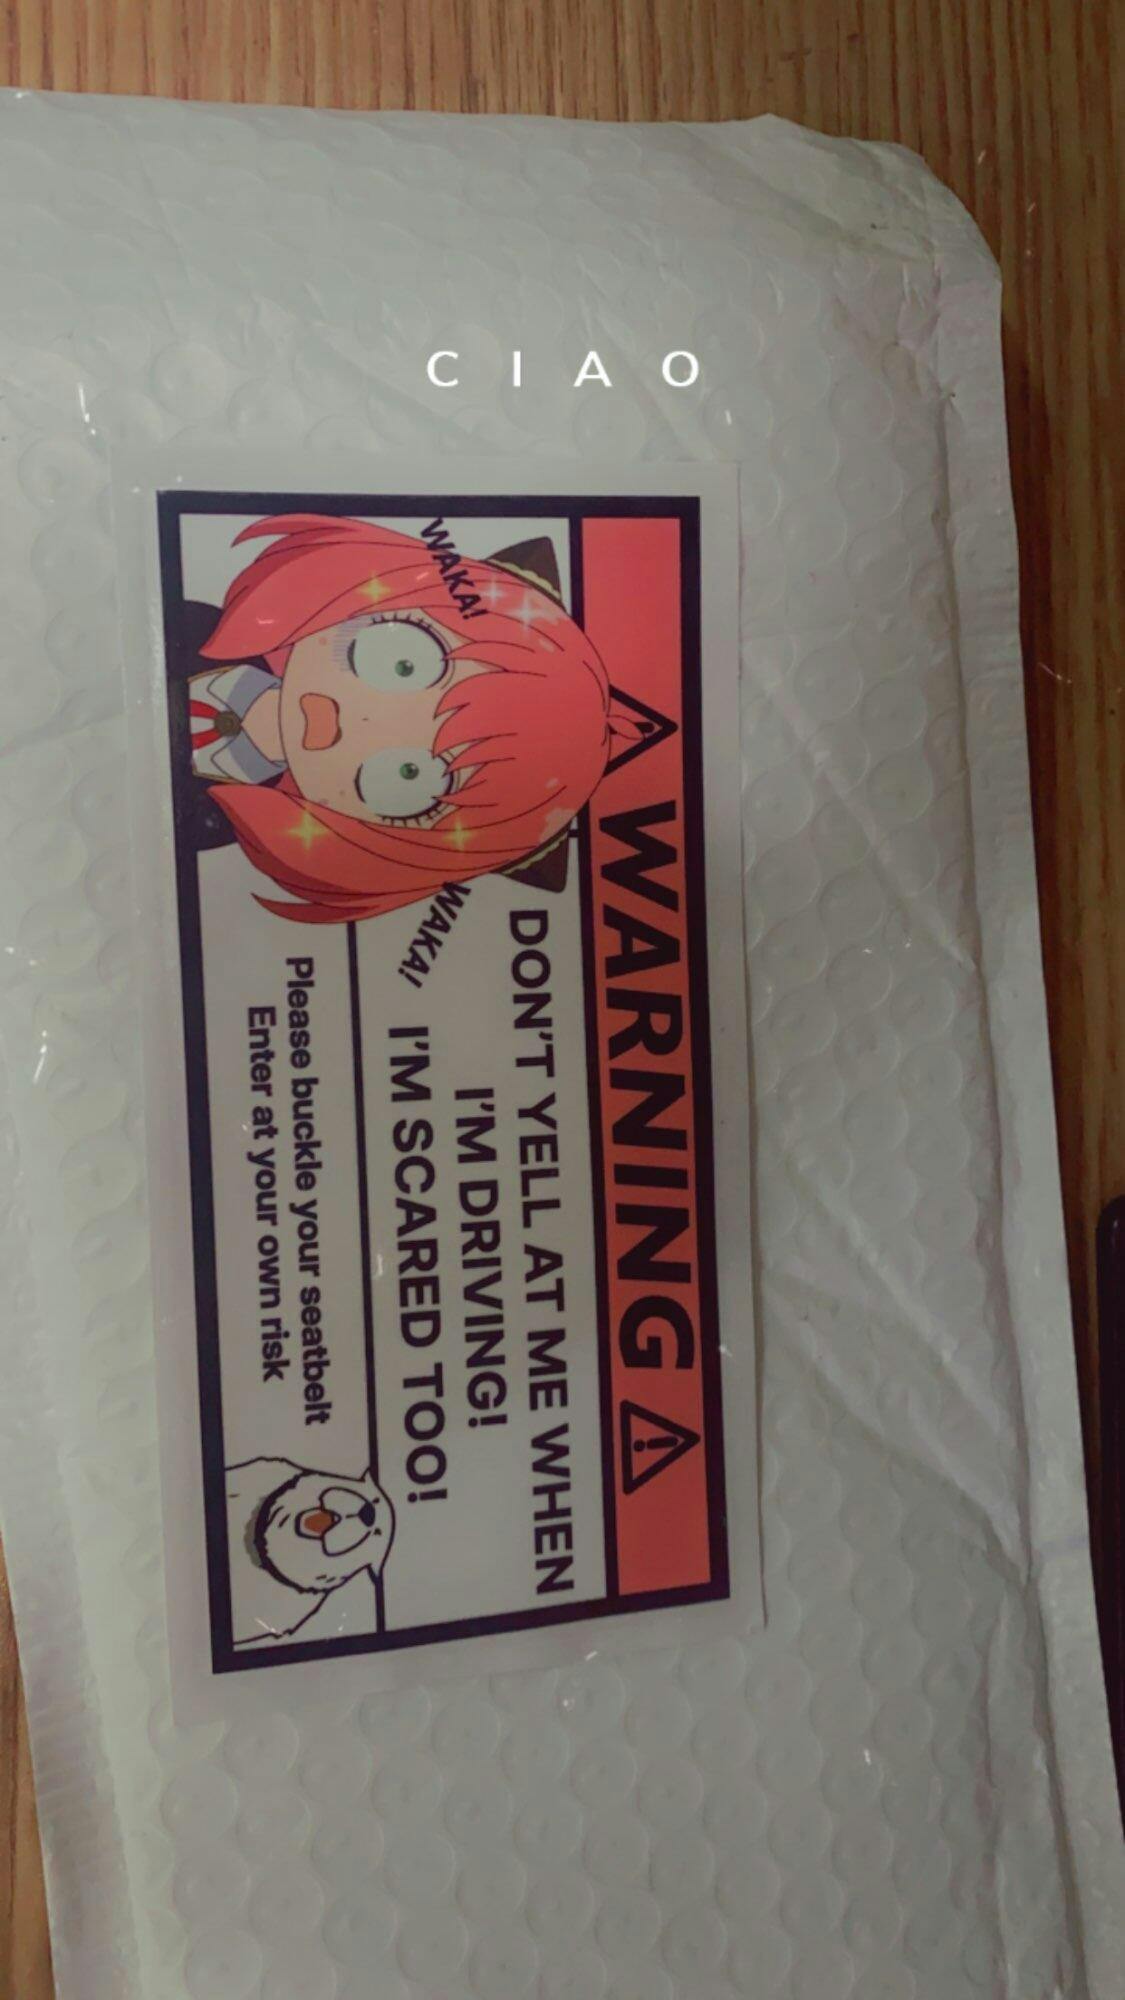 CIAO
WARNING
WAKA!
WAKA!
DON'T YELL AT ME WHEN
I'M DRIVING!
I'M SCARED TOO!
Please buckle your seatbelt
Enter at your own risk